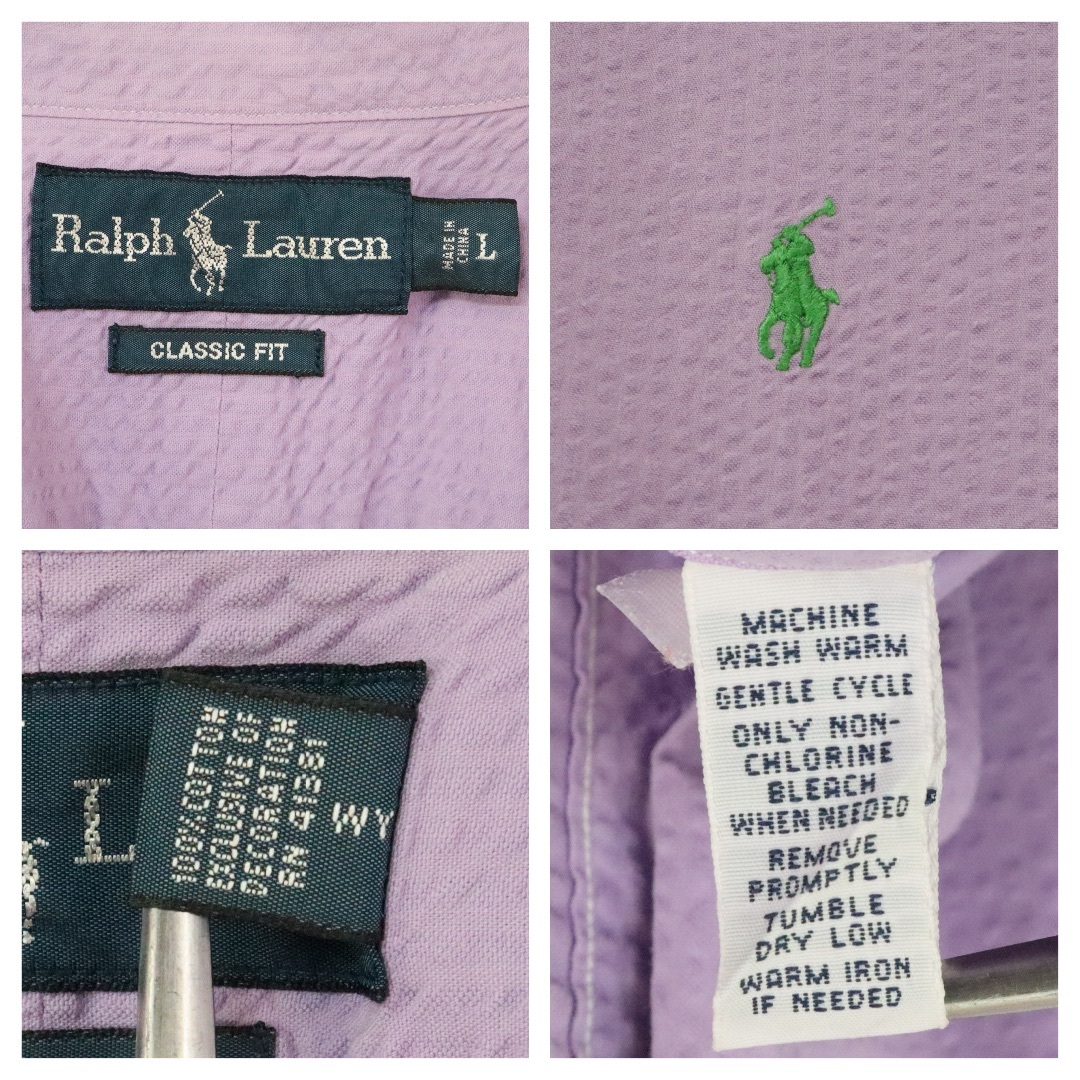 Ralph Lauren
MADE IN
CHINA
L
CLASSIC FIT
L
100% COTTON
EXCLUSIVE OF
DECORATION
RN 41381
WY
MACHINE
WASH WARM
GENTLE CYCLE
ONLY NON-
CHLORINE
BLEACH
WHEN NEEDED
REMOVE
PROMPTLY
TUMBLE
DRY LOW
WARM IRON
IF NEEDED